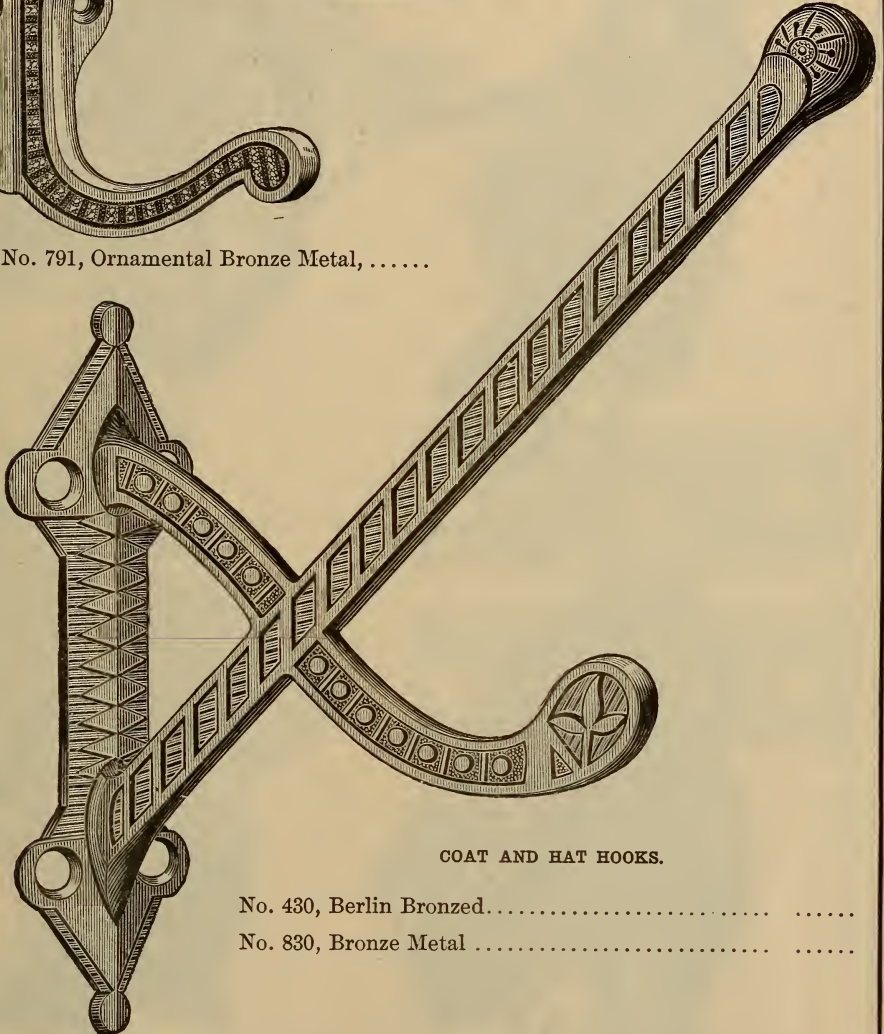 No. 791, Ornamental Bronze Metal, ......
COAT AND HAT HOOKS.
No. 430, Berlin Bronzed.......................................... ......
No. 830, Bronze Metal .......................................... ......